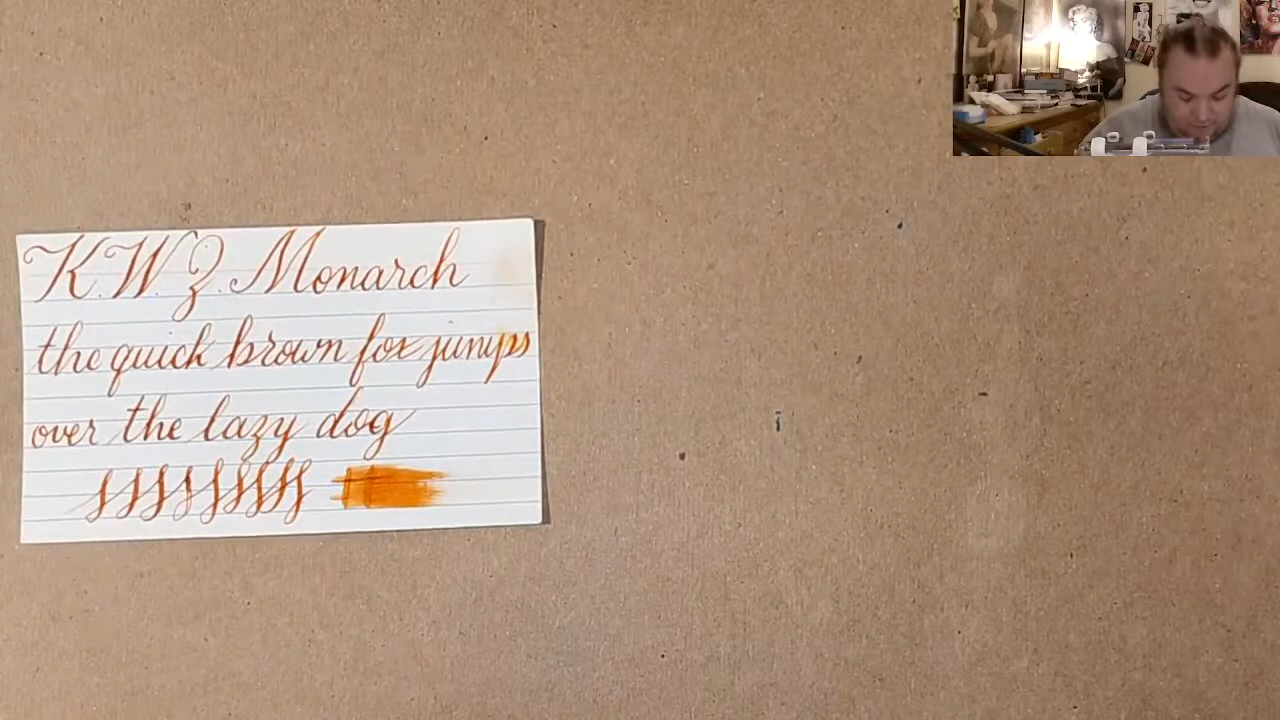 K.W.Z. Monarch
the quick brown fox jumps
over the lazy dog